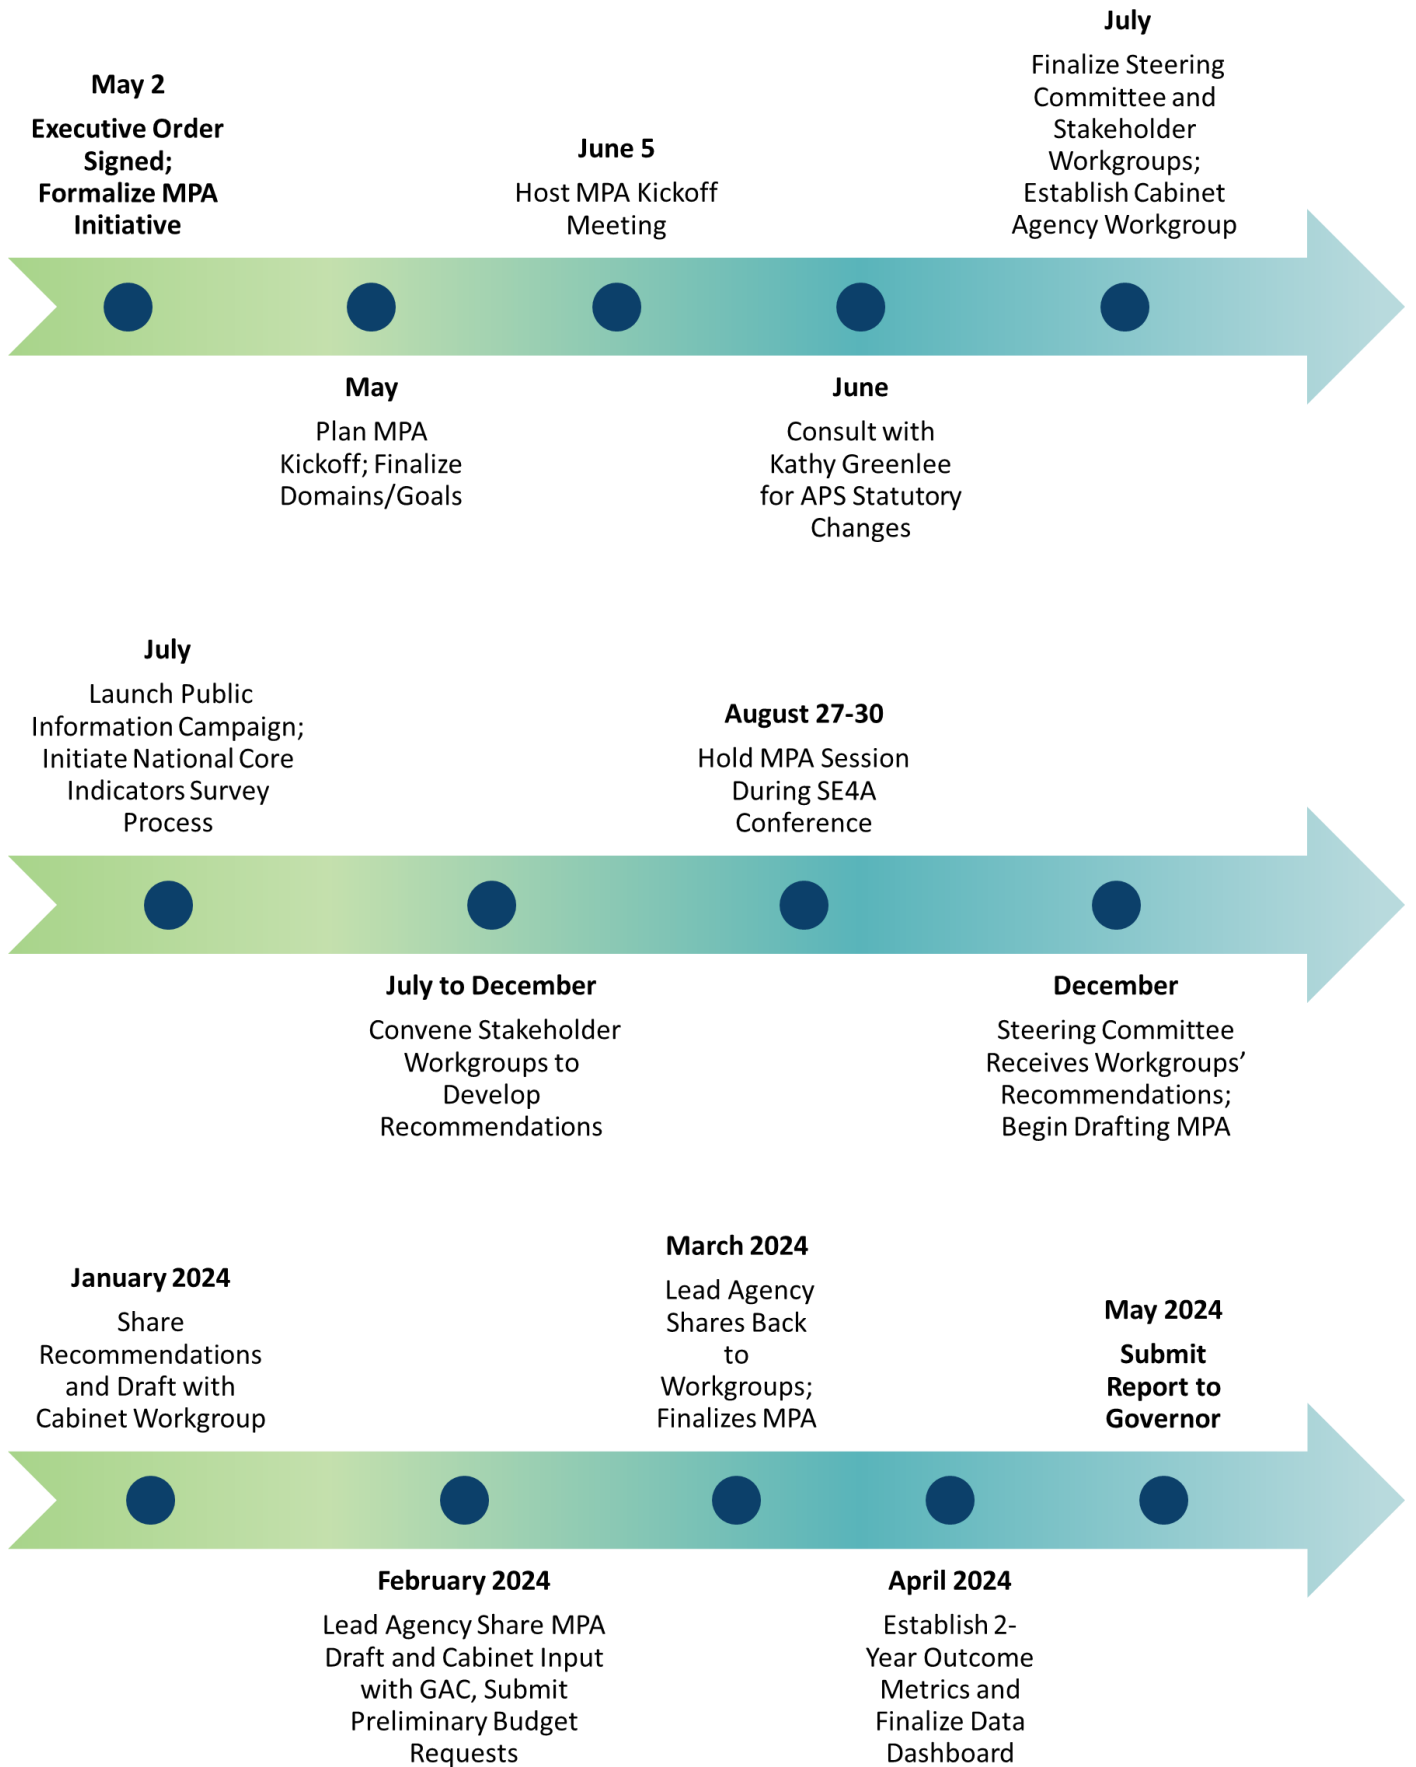 May 2
Executive Order
Signed;
Formalize MPA
Initiative
May
Plan MPA
Kickoff; Finalize
Domains/Goals
June 5
Host MPA Kickoff
Meeting
June
Consult with
Kathy Greenlee
for APS Statutory
Changes
July
Finalize Steering
Committee and
Stakeholder
Workgroups;
Establish Cabinet
Agency Workgroup
July
Launch Public
Information Campaign;
Initiate National Core
Indicators Survey
Process
July to December
Convene Stakeholder
Workgroups to
Develop
Recommendations
August 27-30
Hold MPA Session
During SE4A
Conference
December
Steering Committee
Receives Workgroups’
Recommendations;
Begin Drafting MPA
January 2024
Share
Recommendations
and Draft with
Cabinet Workgroup
February 2024
Lead Agency Share MPA
Draft and Cabinet Input
with GAC, Submit
Preliminary Budget
Requests
March 2024
Lead Agency
Shares Back
to
Workgroups;
Finalizes MPA
April 2024
Establish 2-
Year Outcome
Metrics and
Finalize Data
Dashboard
May 2024
Submit
Report to
Governor